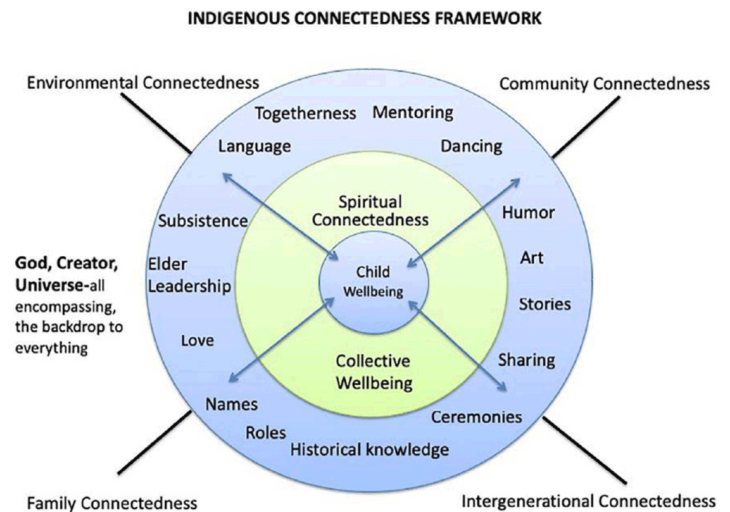 INDIGENOUS CONNECTEDNESS FRAMEWORK
Environmental Connectedness
Community Connectedness
Togetherness
Mentoring
Language
Dancing
Spiritual
Connectedness
Subsistence
Humor
God, Creator,
Universe-all
encompassing,
the backdrop to
everything
Elder
Leadership
Child
Wellbeing
Art
Stories
Love
Sharing
Collective
Wellbeing
Names
Ceremonies
Roles
Historical knowledge
Family Connectedness
Intergenerational Connectedness